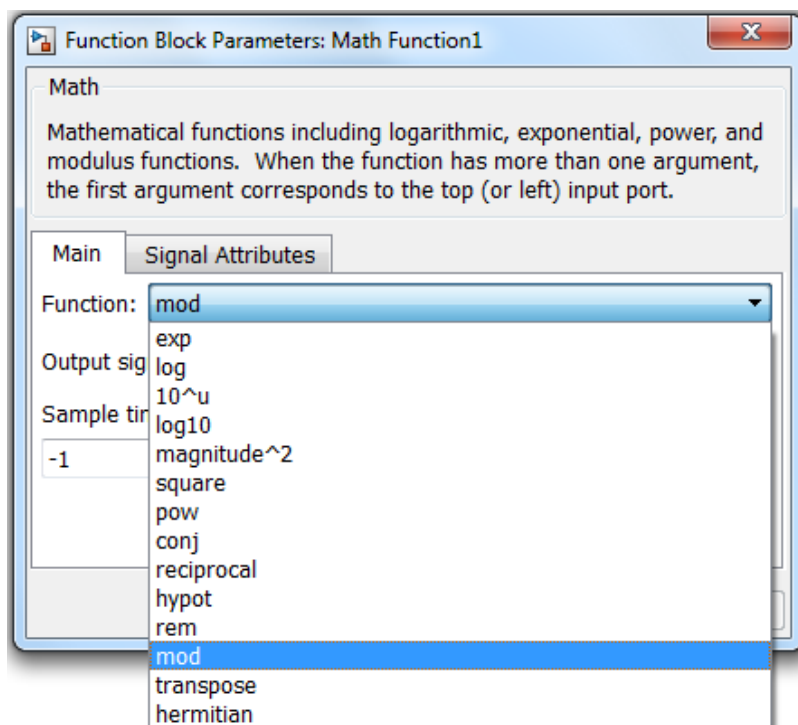 Function Block Parameters: Math Function1
Math
Mathematical functions including logarithmic, exponential, power, and
modulus functions.  When the function has more than one argument,
the first argument corresponds to the top (or left) input port.
Main
Signal Attributes
Function: mod
exp
Output sig
log
10^u
Sample tin
log10
-1
magnitude^2
square
pow
conj
reciprocal
hypot
rem
mod
transpose
hermitian